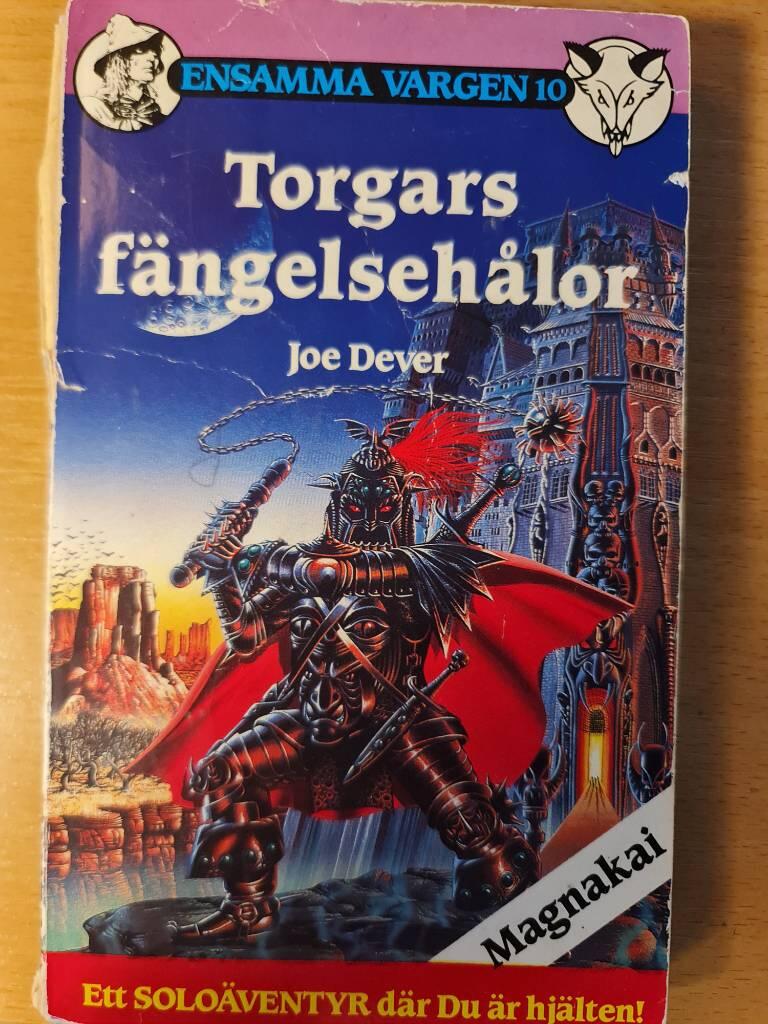 ENSAMMA VARGEN 10
Torgars
fängelsehålor
Joe Dever
Magnakai
Ett SOLOÄVENTYR där Du är hjälten!